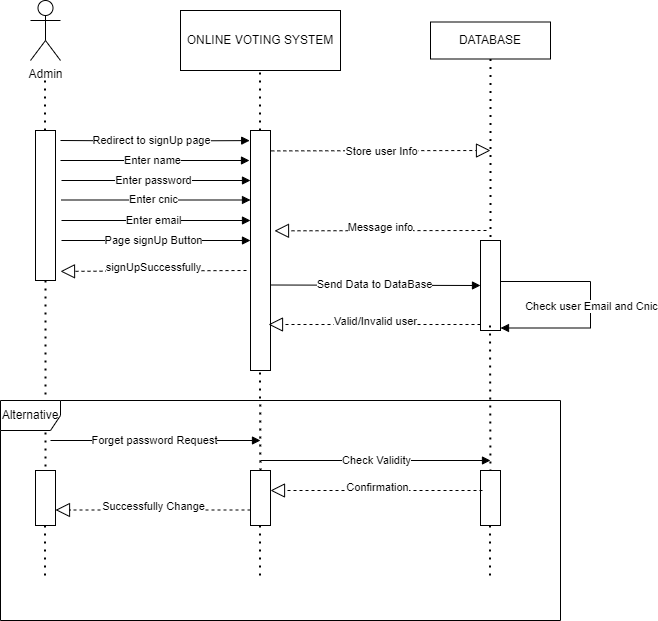 ONLINE VOTING SYSTEM
DATABASE
Admin
Redirect to signUp page
Store user Info
Enter name
Enter password
Enter cnic
Enter email
Message info
Page signUp Button
signUpSuccessfully
Send Data to DataBase
Check user Email and Cnic
Valid/Invalid user
Alternative
Forget password Request
Check Validity
Confirmation
Successfully Change